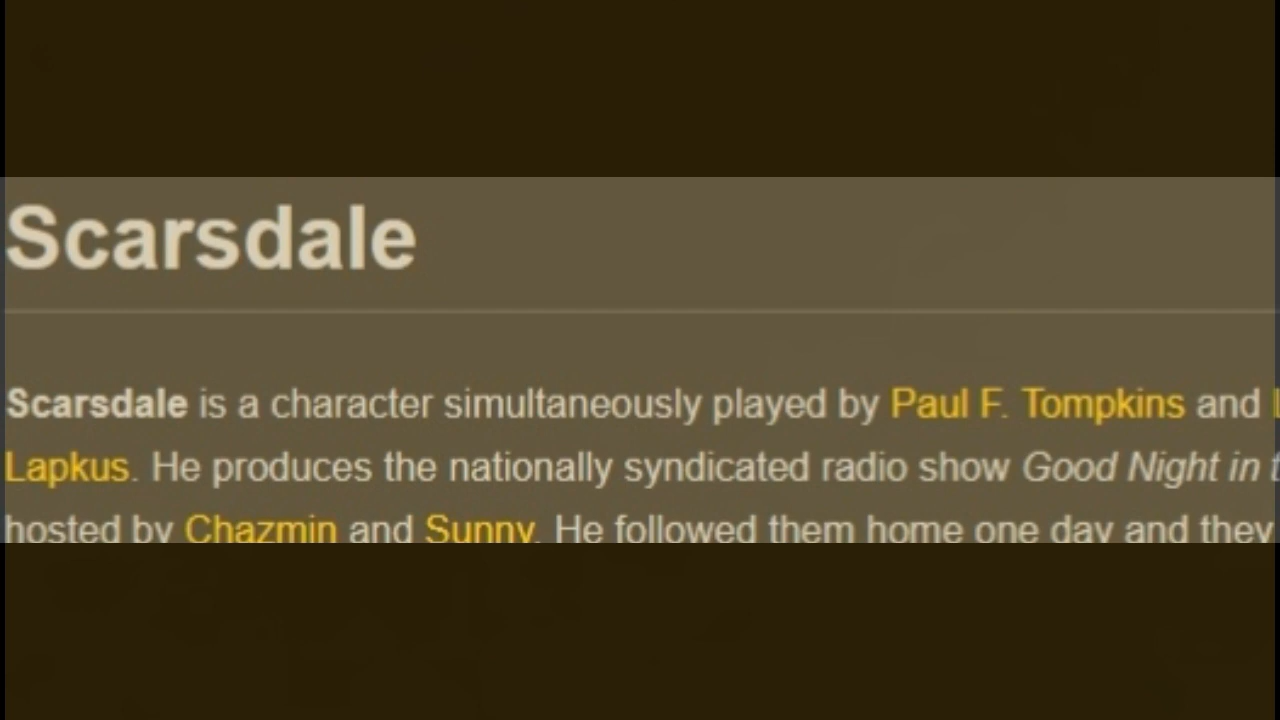 Scarsdale
Scarsdale is a character simultaneously played by Paul F. Tompkins and
Lapkus. He produces the nationally syndicated radio show Good Night in
hosted by Chazmin and Sunny. He followed them home one day and they